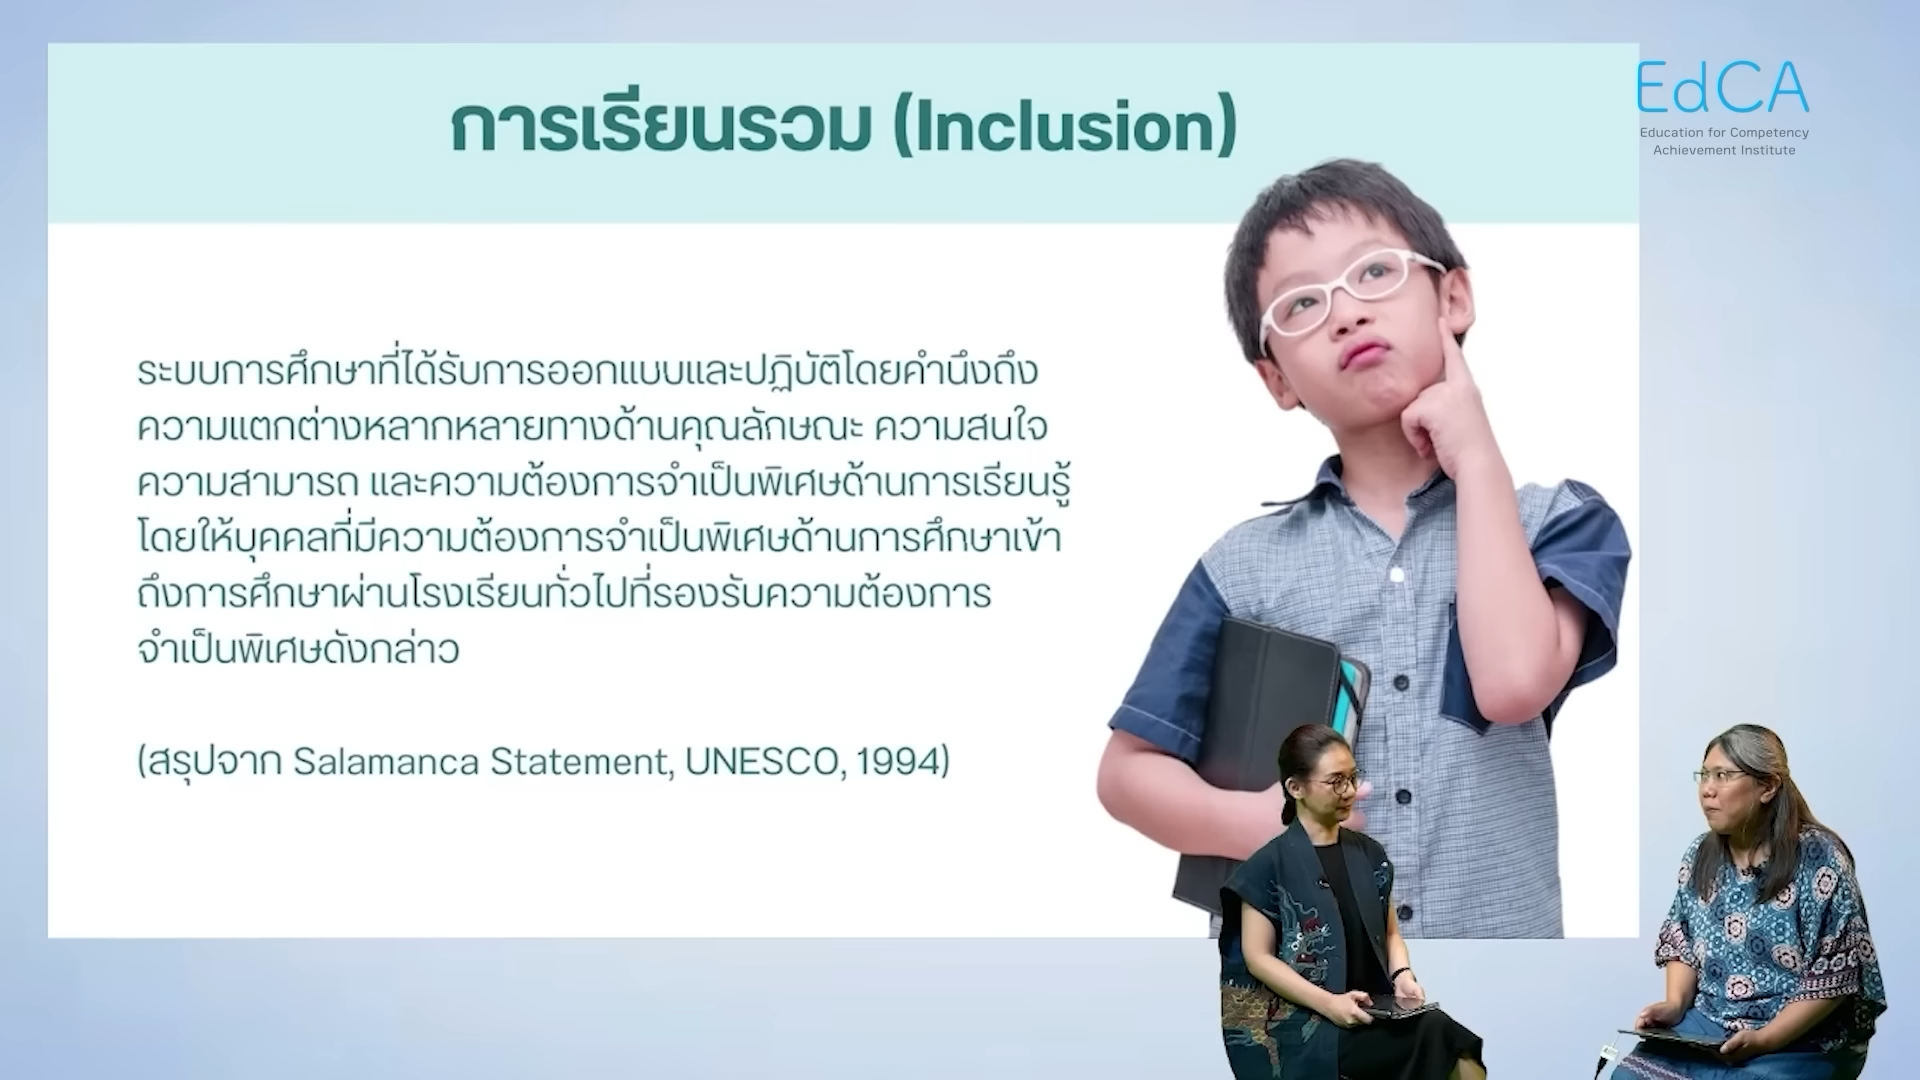 การเรียนรวม (Inclusion)
EdCA
Education for Competency
Achievement Institute
ระบบการศึกษาที่ได้รับการออกแบบและปฏิบัติโดยคำนึงถึง
ความแตกต่างหลากหลายทางด้านคุณลักษณะ ความสนใจ
ความสามารถ และความต้องการจำเป็นพิเศษด้านการเรียนรู้
โดยให้บุคคลที่มีความต้องการจำเป็นพิเศษด้านการศึกษาเข้า
ถึงการศึกษาผ่านโรงเรียนทั่วไปที่รองรับความต้องการ
จำเป็นพิเศษดังกล่าว
(สรุปจาก Salamanca Statement, UNESCO, 1994)